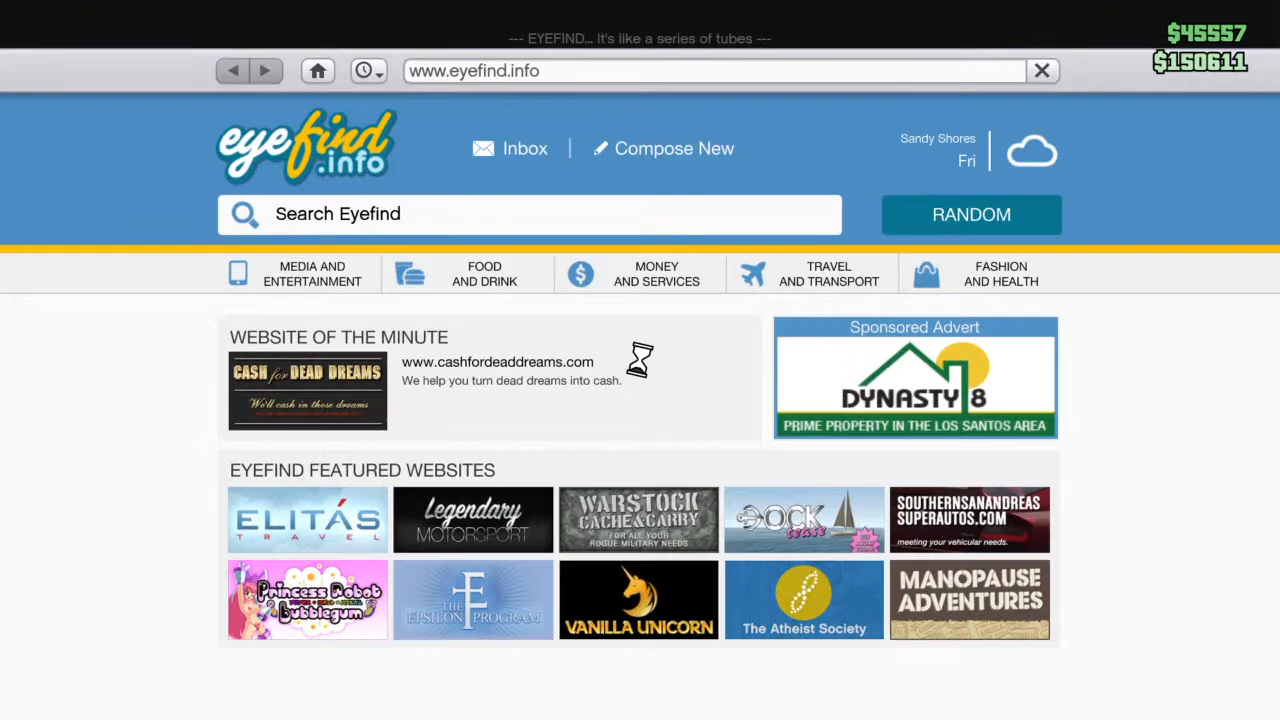 --- EYEFIND... It's like a series of tubes ---
$45557
$150611
www.eyefind.info
eyefind
.info
Inbox
Compose New
Sandy Shores
Fri
Search Eyefind
RANDOM
MEDIA AND
ENTERTAINMENT
FOOD
AND DRINK
MONEY
AND SERVICES
TRAVEL
AND TRANSPORT
FASHION
AND HEALTH
WEBSITE OF THE MINUTE
CASH for DEAD DREAMS
We'll cash in those dreams
www.cashfordeaddreams.com
We help you turn dead dreams into cash.
Sponsored Advert
DYNASTY 8
PRIME PROPERTY IN THE LOS SANTOS AREA
EYEFIND FEATURED WEBSITES
ELITÁS
TRAVEL
Legendary
MOTORSPORT
WARSTOCK
CACHE & CARRY
FOR ALL YOUR
ROGUE MILITARY NEEDS
DOCK
tease
SOUTHERNSANANDREAS
SUPERAUTOS.COM
meeting your vehicular needs.
Princess Robot
Bubblegum
THE
EPSILON PROGRAM
VANILLA UNICORN
The Atheist Society
MANOPAUSE
ADVENTURES